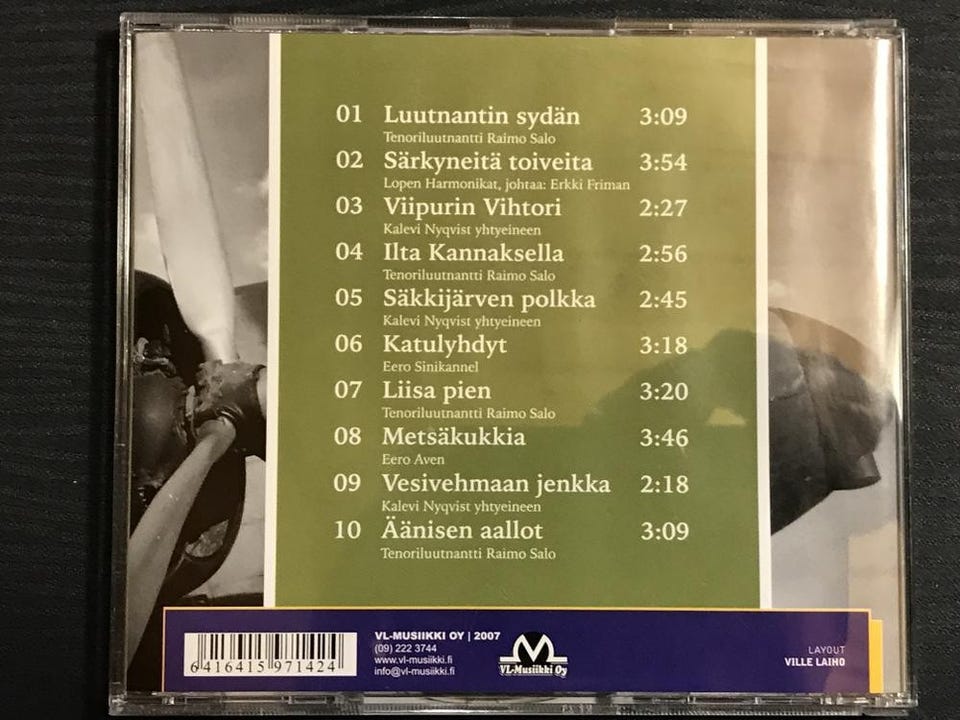 01 Luutnantin sydän 3:09
Tenoriluutnantti Raimo Salo
02 Särkyneitä toiveita 3:54
Lopen Harmonikat, johtaa: Erkki Friman
03 Viipurin Vihtori 2:27
Kalevi Nyqvist yhtyeineen
04 Ilta Kannaksella 2:56
Tenoriluutnantti Raimo Salo
05 Säkkijärven polkka 2:45
Kalevi Nyqvist yhtyeineen
06 Katulyhdyt 3:18
Eero Sinikannel
07 Liisa pien 3:20
Tenoriluutnantti Raimo Salo
08 Metsäkukkia 3:46
Eero Aven
09 Vesivehmaan jenkka 2:18
Kalevi Nyqvist yhtyeineen
10 Äänisen aallot 3:09
Tenoriluutnantti Raimo Salo
6 416415 971424
VL-MUSIIKKI OY | 2007
(09) 222 3744
www.vl-musiikki.fi
info@vl-musiikki.fi
VL-Musiikki Oy
LAYOUT
VILLE LAIHO